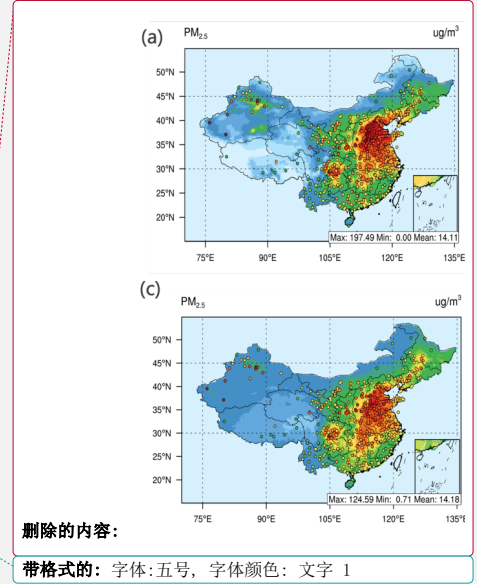 (a) PM2.5 ug/m³
50°N
45°N
40°N
35°N
30°N
25°N
20°N
Max: 197.49 Min: 0.00 Mean: 14.11
75°E 90°E 105°E 120°E 135°E
(c)
PM2.5 ug/m³
50°N
45°N
40°N
35°N
30°N
25°N
20°N
Max: 124.59 Min: 0.71 Mean: 14.18
75°E 90°E 105°E 120°E 135°E
删除的内容:
带格式的: 字体:五号, 字体颜色: 文字 1